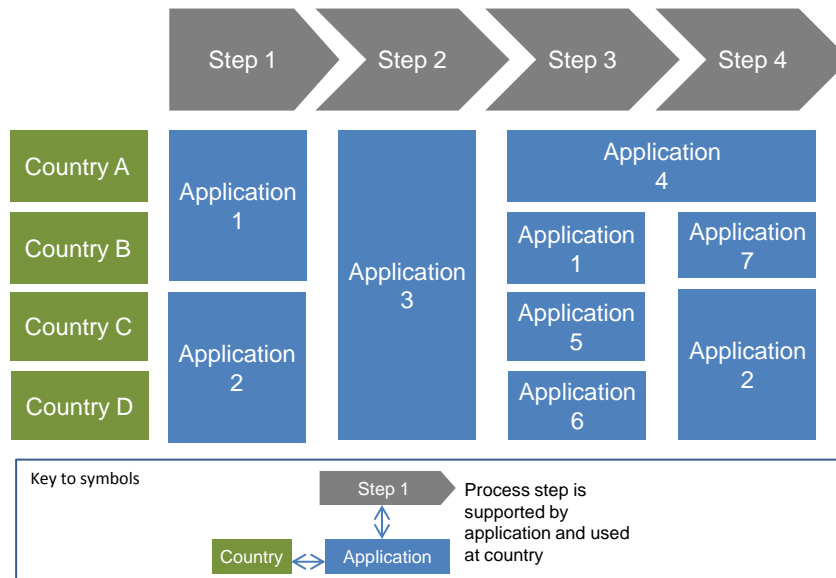 Step 1
Step 2
Step 3
Step 4
Country A
Application
1
Application
3
Application
4
Country B
Application
1
Application
7
Country C
Application
2
Application
5
Application
2
Country D
Application
6
Key to symbols
Step 1
Process step is
supported by
application and used
at country
Country
Application